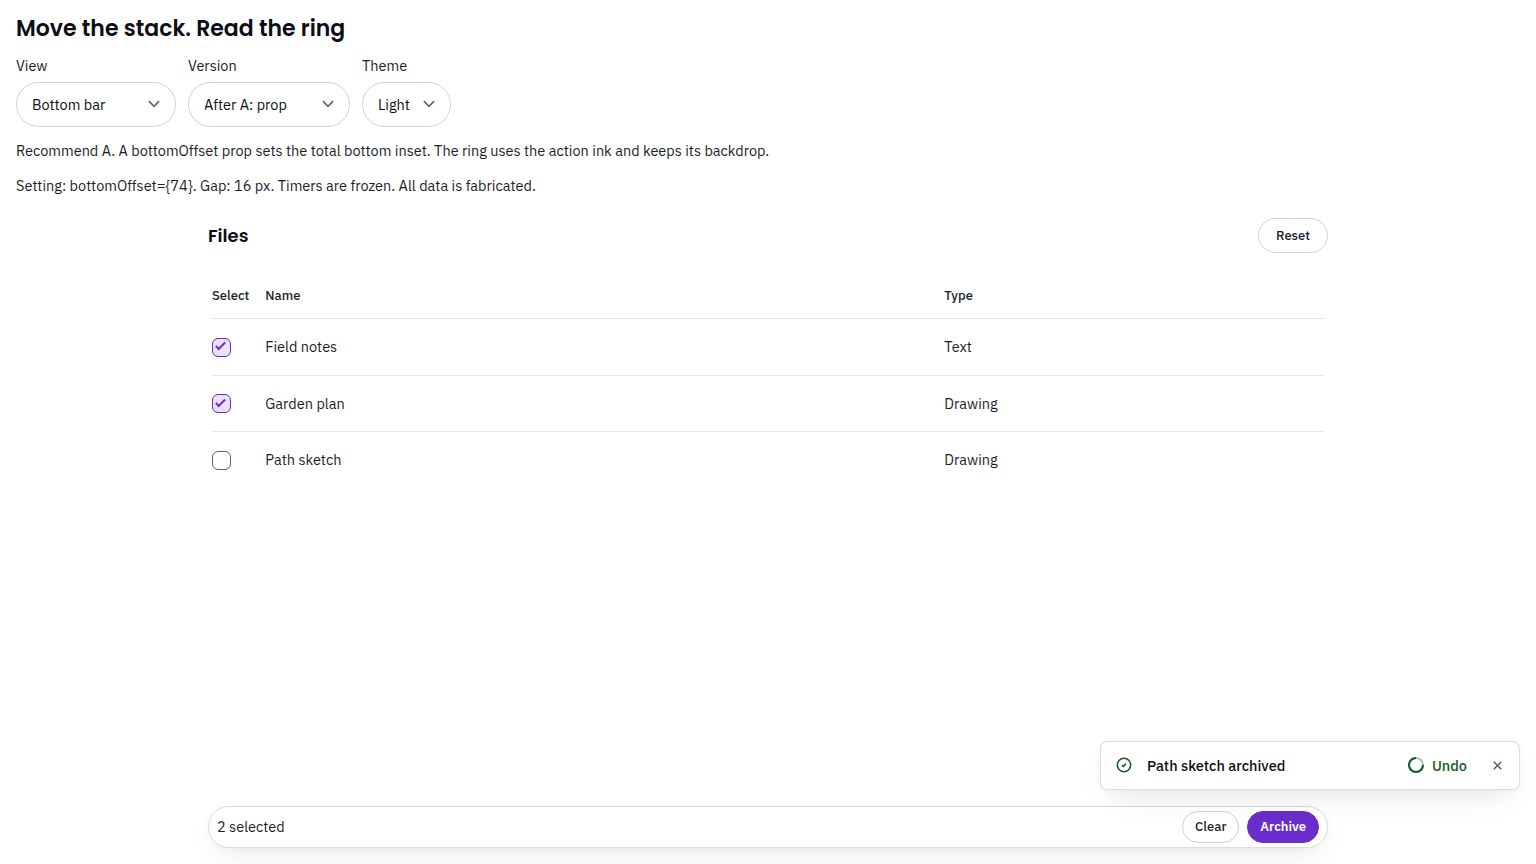 Move the stack. Read the ring
View Version Theme
Bottom bar After A: prop Light
Recommend A. A bottomOffset prop sets the total bottom inset. The ring uses the action ink and keeps its backdrop.
Setting: bottomOffset={74}. Gap: 16 px. Timers are frozen. All data is fabricated.
Files Reset
Select Name Type
Field notes Text
Garden plan Drawing
Path sketch Drawing
Path sketch archived Undo
2 selected Clear Archive